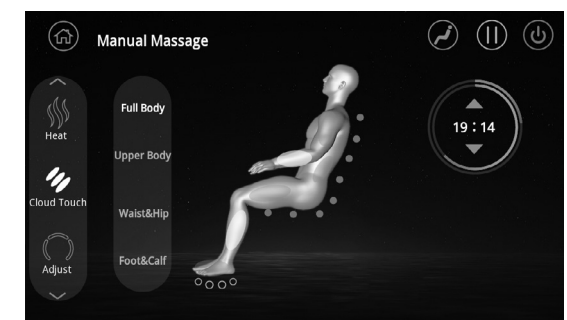 Manual Massage
Heat
Cloud Touch
Adjust
Full Body
Upper Body
Waist&Hip
Foot&Calf
19 : 14